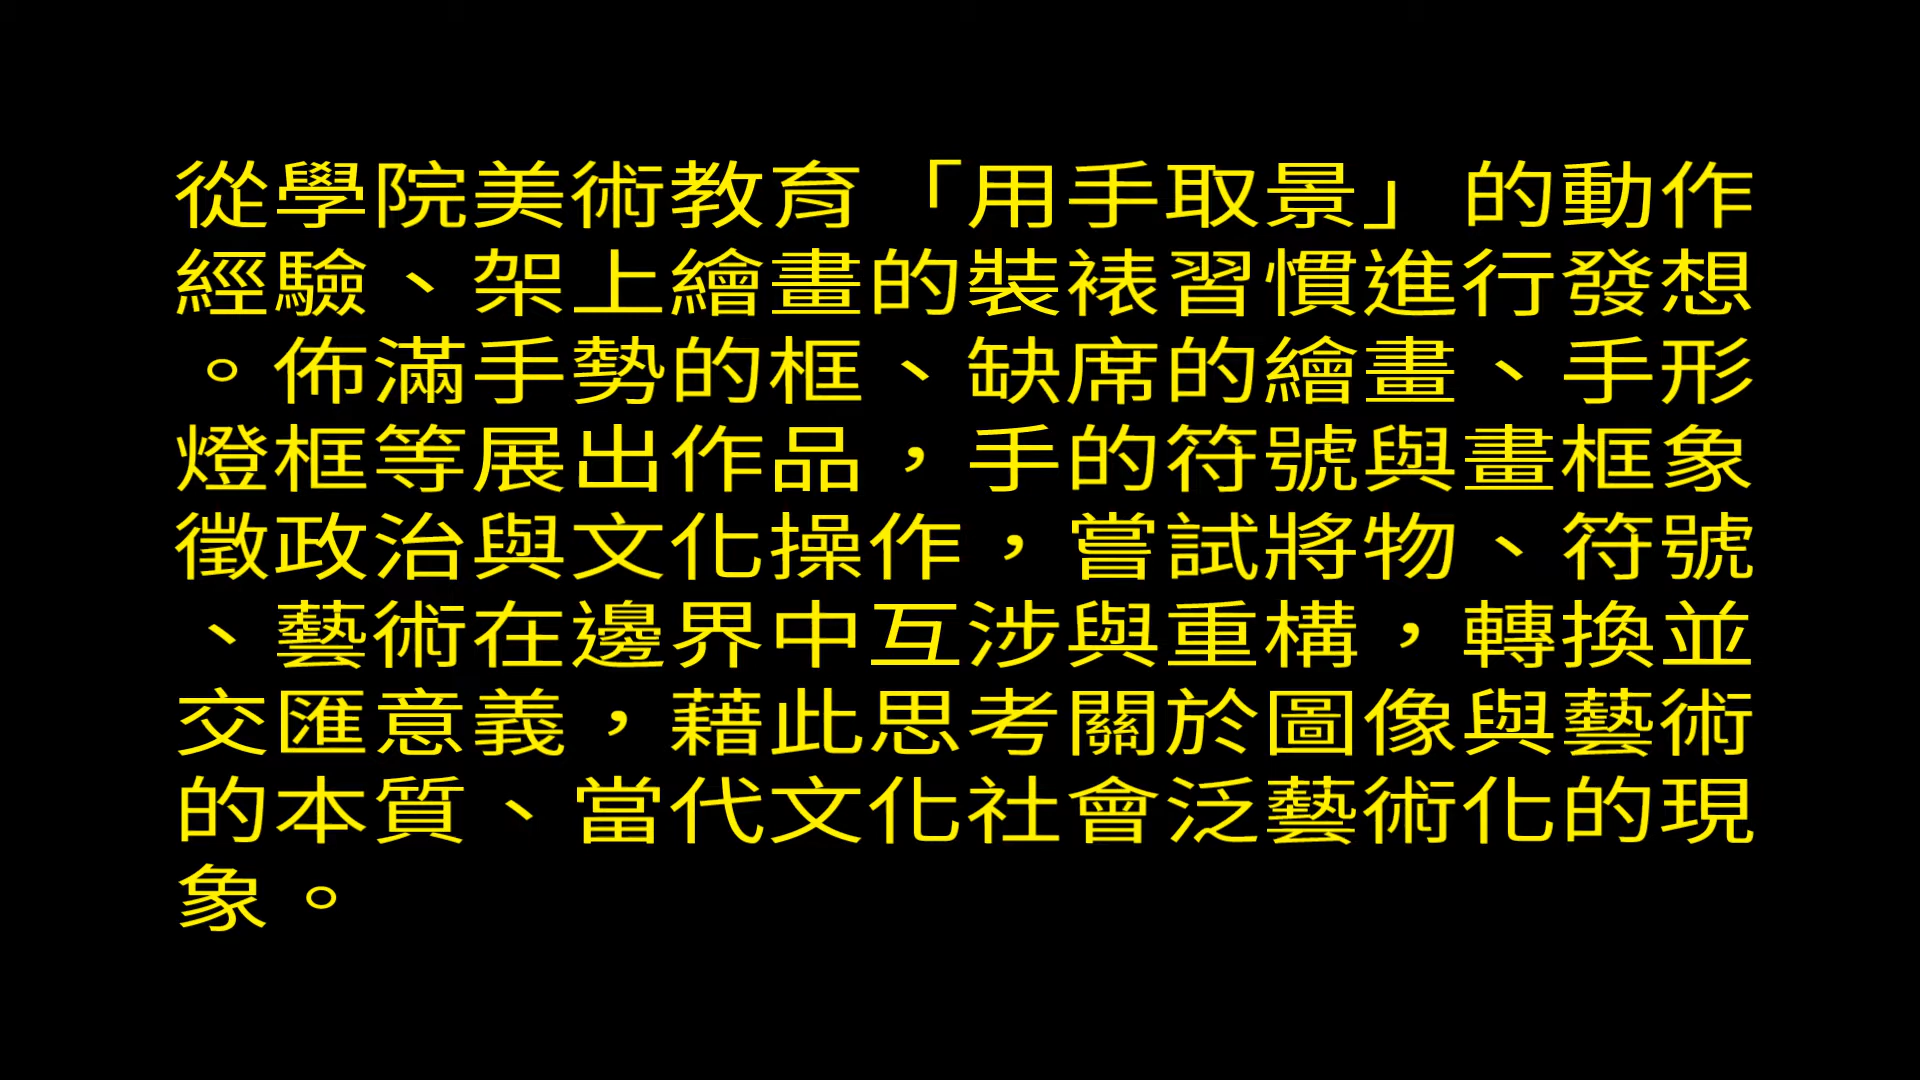 從學院美術教育「用手取景」的動作
經驗、架上繪畫的裝裱習慣進行發想
。佈滿手勢的框、缺席的繪畫、手形
燈框等展出作品，手的符號與畫框象
徵政治與文化操作，嘗試將物、符號
、藝術在邊界中互涉與重構，轉換並
交匯意義，藉此思考關於圖像與藝術
的本質、當代文化社會泛藝術化的現
象。